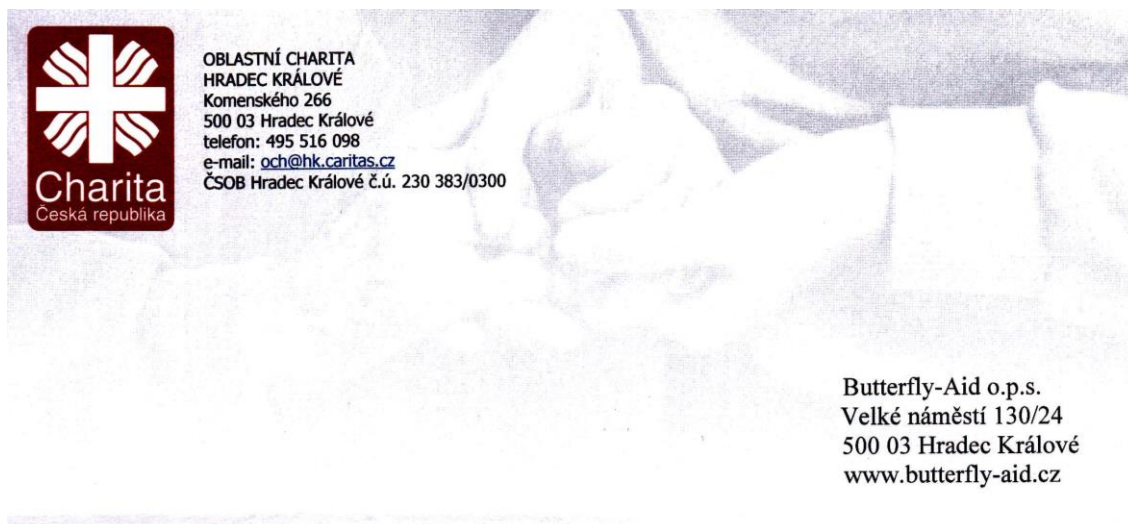 Charita
Česká republika
OBLASTNÍ CHARITA
HRADEC KRÁLOVÉ
Komenského 266
500 03 Hradec Králové
telefon: 495 516 098
e-mail: och@hk.caritas.cz
ČSOB Hradec Králové č.ú. 230 383/0300
Butterfly-Aid o.p.s.
Velké náměstí 130/24
500 03 Hradec Králové
www.butterfly-aid.cz